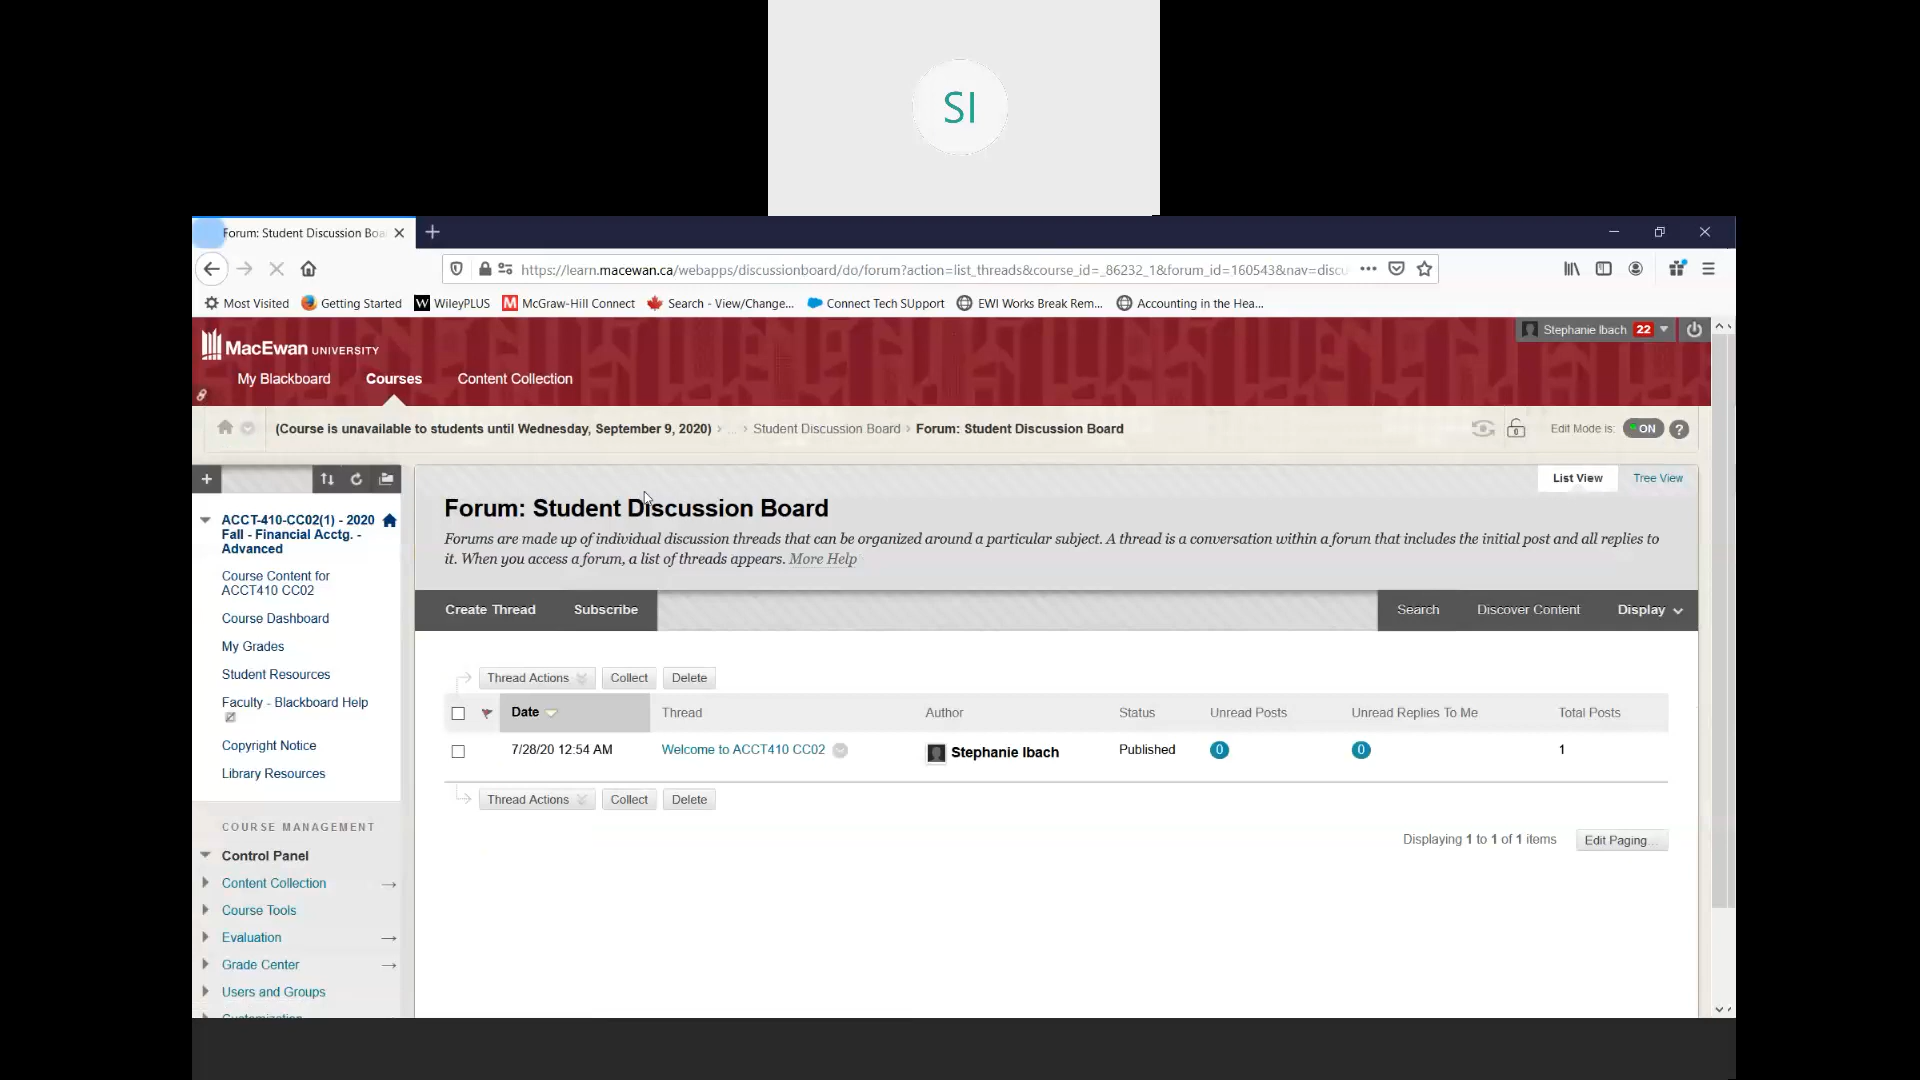 SI
Forum: Student Discussion Boa
https://learn.macewan.ca/webapps/discussionboard/do/forum?action=list_threads&course_id=_86232_1&forum_id=160543&nav=discu
Most Visited Getting Started WileyPLUS McGraw-Hill Connect Search - View/Change... Connect Tech SUpport EWI Works Break Rem... Accounting in the Hea...
Stephanie Ibach 22
MacEwan UNIVERSITY
My Blackboard Courses Content Collection
(Course is unavailable to students until Wednesday, September 9, 2020) ... Student Discussion Board Forum: Student Discussion Board Edit Mode is: ON ?
List View Tree View
Forum: Student Discussion Board
Forums are made up of individual discussion threads that can be organized around a particular subject. A thread is a conversation within a forum that includes the initial post and all replies to
it. When you access a forum, a list of threads appears. More Help
ACCT-410-CC02(1) - 2020
Fall - Financial Acctg. -
Advanced
Course Content for
ACCT410 CC02
Course Dashboard
My Grades
Student Resources
Faculty - Blackboard Help
Copyright Notice
Library Resources
COURSE MANAGEMENT
Control Panel
Content Collection
Course Tools
Evaluation
Grade Center
Users and Groups
Customization
Create Thread Subscribe Search Discover Content Display
Thread Actions Collect Delete
Date Thread Author Status Unread Posts Unread Replies To Me Total Posts
7/28/20 12:54 AM Welcome to ACCT410 CC02 Stephanie Ibach Published 0 0 1
Thread Actions Collect Delete
Displaying 1 to 1 of 1 items Edit Paging...